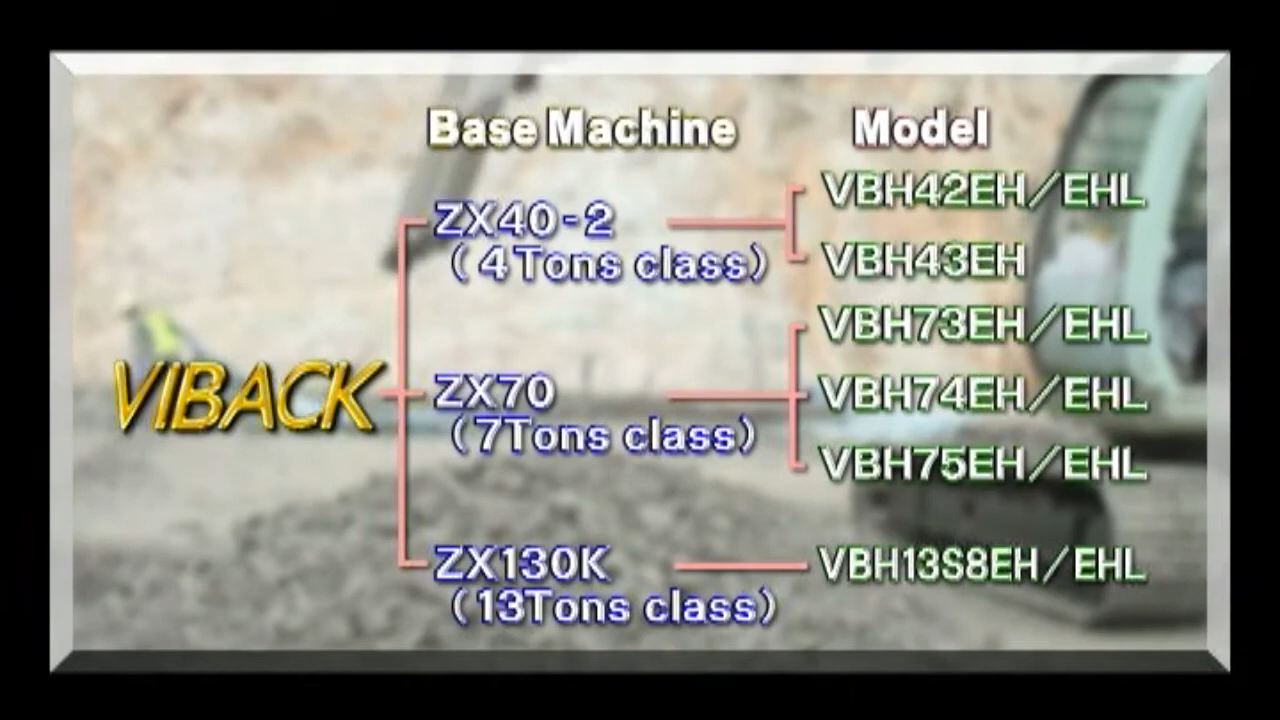 Base Machine Model
VBH42EH/EHL
ZX40-2
(4Tons class)
VBH43EH
VBH73EH/EHL
VIBACK
ZX70
VBH74EH/EHL
(7Tons class)
VBH75EH/EHL
ZX130K
VBH13S8EH/EHL
(13Tons class)